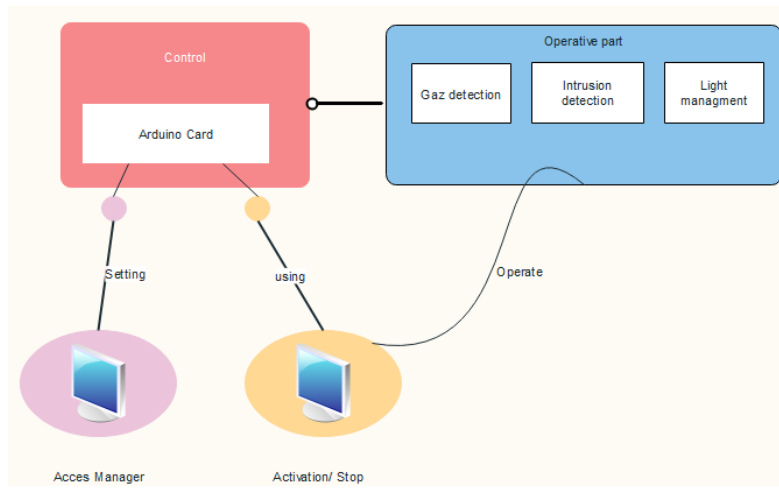 Control
Operative part
Gaz detection
Intrusion
detection
Light
managment
Arduino Card
Setting
using
Operate
Acces Manager
Activation/ Stop